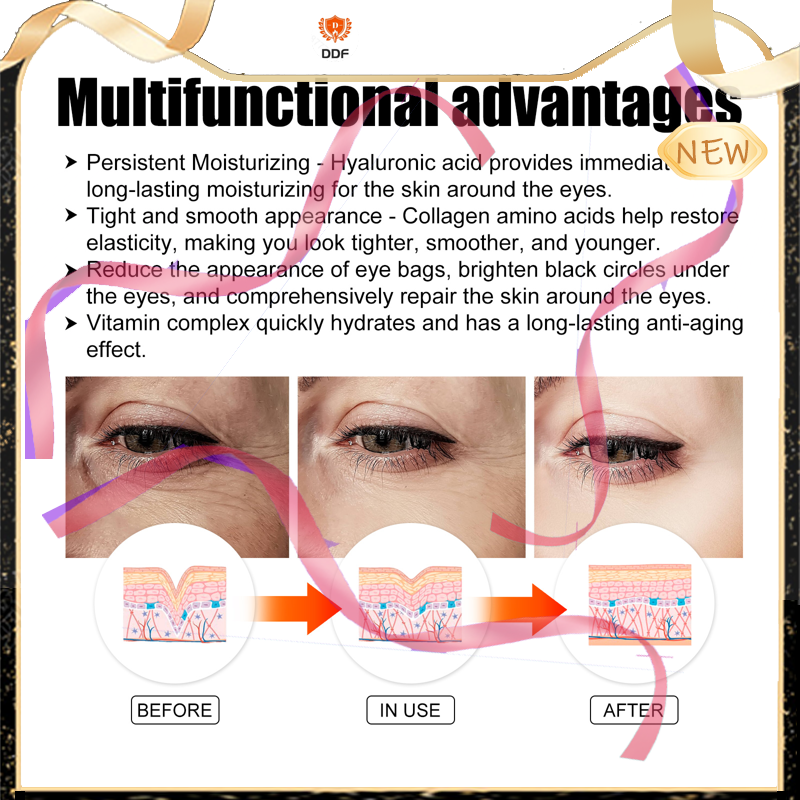 D
DDF
Multifunctional advantages
NEW
➤ Persistent Moisturizing - Hyaluronic acid provides immediat
long-lasting moisturizing for the skin around the eyes.
➤ Tight and smooth appearance - Collagen amino acids help restore
elasticity, making you look tighter, smoother, and younger.
➤ Reduce the appearance of eye bags, brighten black circles under
the eyes, and comprehensively repair the skin around the eyes.
➤ Vitamin complex quickly hydrates and has a long-lasting anti-aging
effect.
BEFORE
IN USE
AFTER